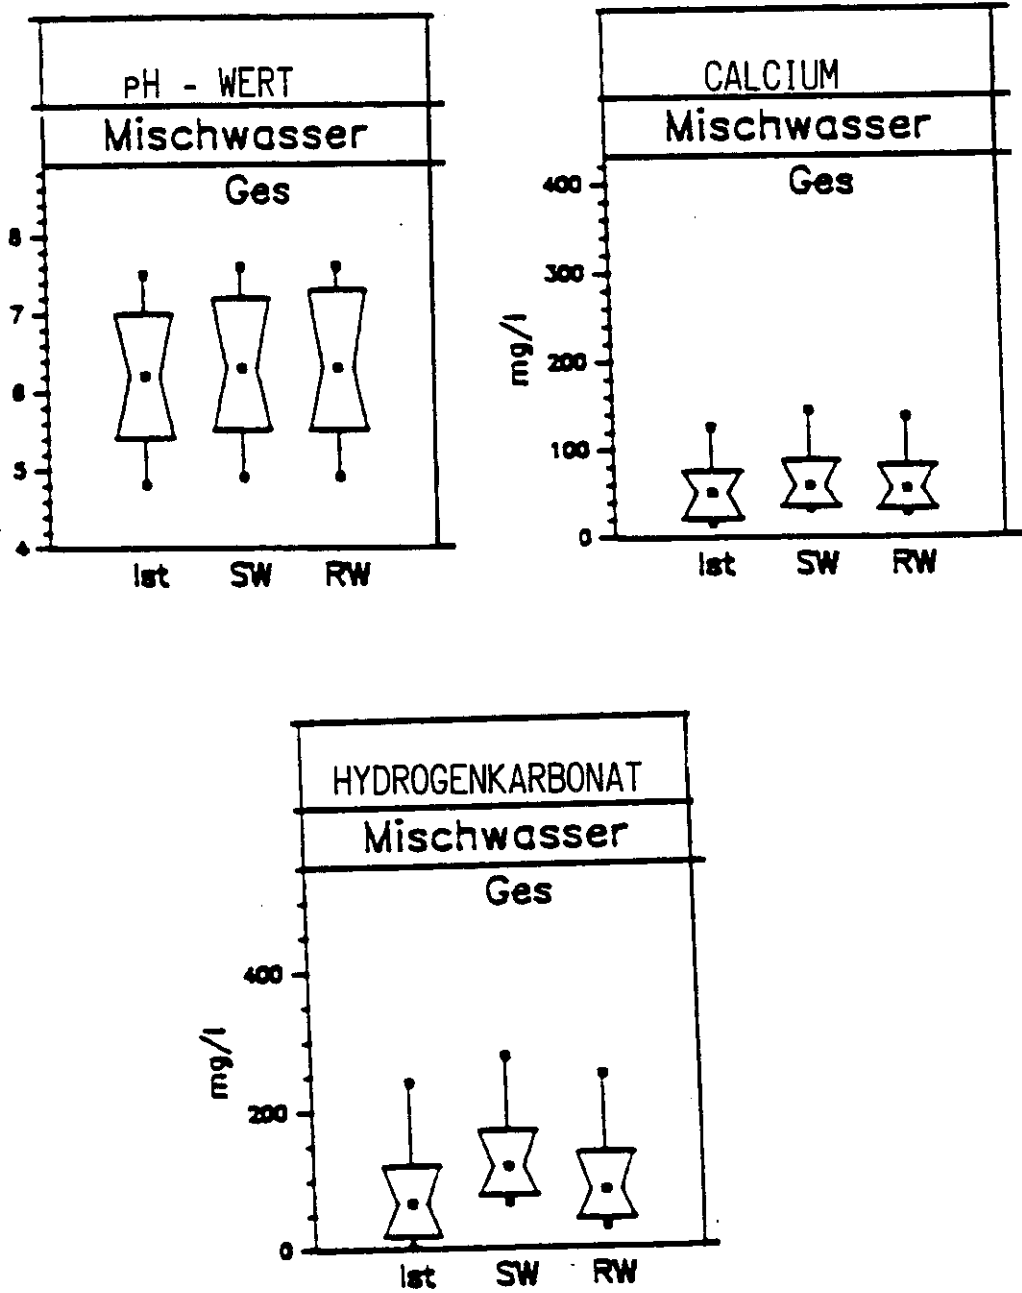 pH - WERT
Mischwasser
Ges
8
7
6
5
4
Ist SW RW
CALCIUM
Mischwasser
Ges
400
300
200
100
0
mg/l
Ist SW RW
HYDROGENKARBONAT
Mischwasser
Ges
400
200
0
mg/l
Ist SW RW